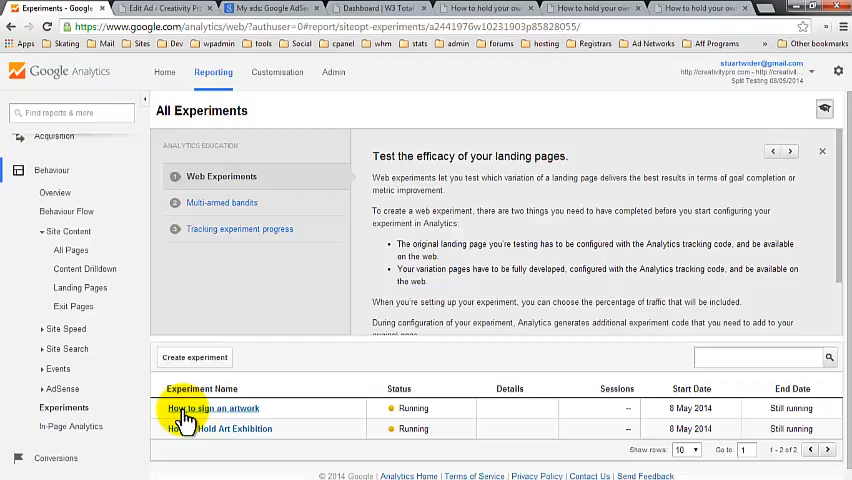 Experiments - Google
Edit Ad ‹ Creativity Pr
My ads: Google AdSen
Dashboard | W3 Total
How to hold your own
How to hold your own
How to hold your own
https://www.google.com/analytics/web/?authuser=0#report/siteopt-experiments/a2441976w10231903p85828055/
Apps Skating Mail Sites wpadmin tools Social cpanel whm stats admin forums hosting Registrars Ad Networks Aff Programs Other bookmarks
Google Analytics
Home Reporting Customisation Admin
stuartwider@gmail.com
http://creativitypro.com - http://creativit...
Split Testing 08/05/2014
Find reports & more
Acquisition
Behaviour
Overview
Behaviour Flow
Site Content
All Pages
Content Drilldown
Landing Pages
Exit Pages
Site Speed
Site Search
Events
AdSense
Experiments
In-Page Analytics
Conversions
All Experiments
ANALYTICS EDUCATION
1 Web Experiments
2 Multi-armed bandits
3 Tracking experiment progress
Test the efficacy of your landing pages.
Web experiments let you test which variation of a landing page delivers the best results in terms of goal completion or
metric improvement.
To create a web experiment, there are two things you need to have completed before you start configuring your
experiment in Analytics:
• The original landing page you're testing has to be configured with the Analytics tracking code, and be available
on the web.
• Your variation pages have to be fully developed, configured with the Analytics tracking code, and be available on
the web.
When you're setting up your experiment, you can choose the percentage of traffic that will be included.
During configuration of your experiment, Analytics generates additional experiment code that you need to add to your
original page.
Create experiment
Experiment Name Status Details Sessions Start Date End Date
How to sign an artwork Running -- 8 May 2014 Still running
Hold Art Exhibition Running -- 8 May 2014 Still running
Show rows: 10 Go to: 1 1 - 2 of 2
© 2014 Google | Analytics Home | Terms of Service | Privacy Policy | Contact Us | Send Feedback